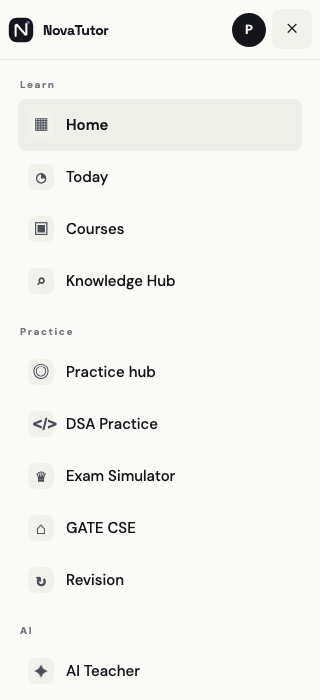 N NovaTutor P ×
Learn
Home
Today
Courses
Knowledge Hub
Practice
Practice hub
</> DSA Practice
Exam Simulator
GATE CSE
Revision
AI
AI Teacher